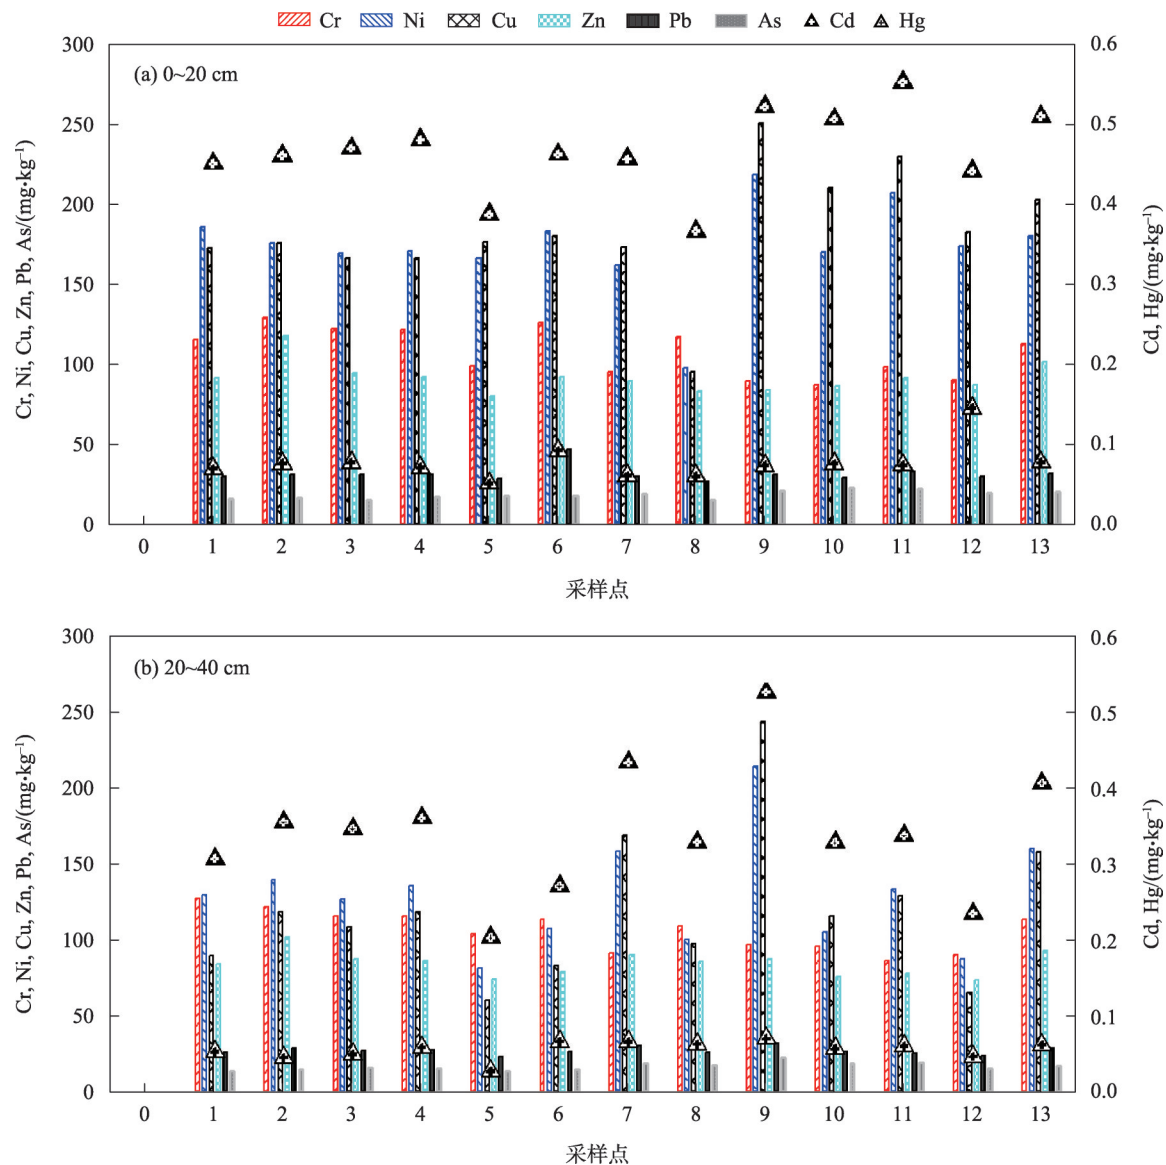 Cr Ni Cu Zn Pb As Cd Hg
(a) 0~20 cm
Cr, Ni, Cu, Zn, Pb, As/(mg·kg⁻¹)
300
250
200
150
100
50
0
0.6
0.5
0.4
0.3
0.2
0.1
0.0
Cd, Hg/(mg·kg⁻¹)
0 1 2 3 4 5 6 7 8 9 10 11 12 13
采样点
(b) 20~40 cm
Cr, Ni, Cu, Zn, Pb, As/(mg·kg⁻¹)
300
250
200
150
100
50
0
0.6
0.5
0.4
0.3
0.2
0.1
0.0
Cd, Hg/(mg·kg⁻¹)
0 1 2 3 4 5 6 7 8 9 10 11 12 13
采样点